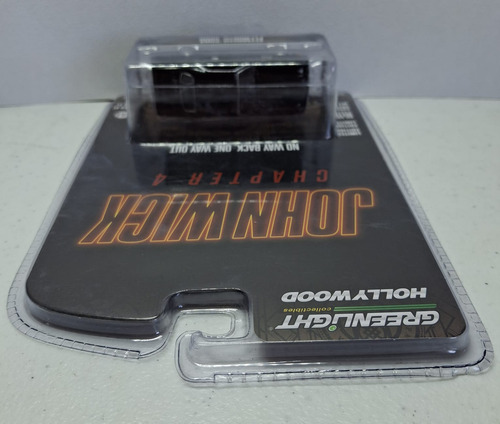 GREENLIGHT
collectibles
HOLLYWOOD
JOHN WICK
CHAPTER 4
NO WAY BACK, ONE WAY OUT